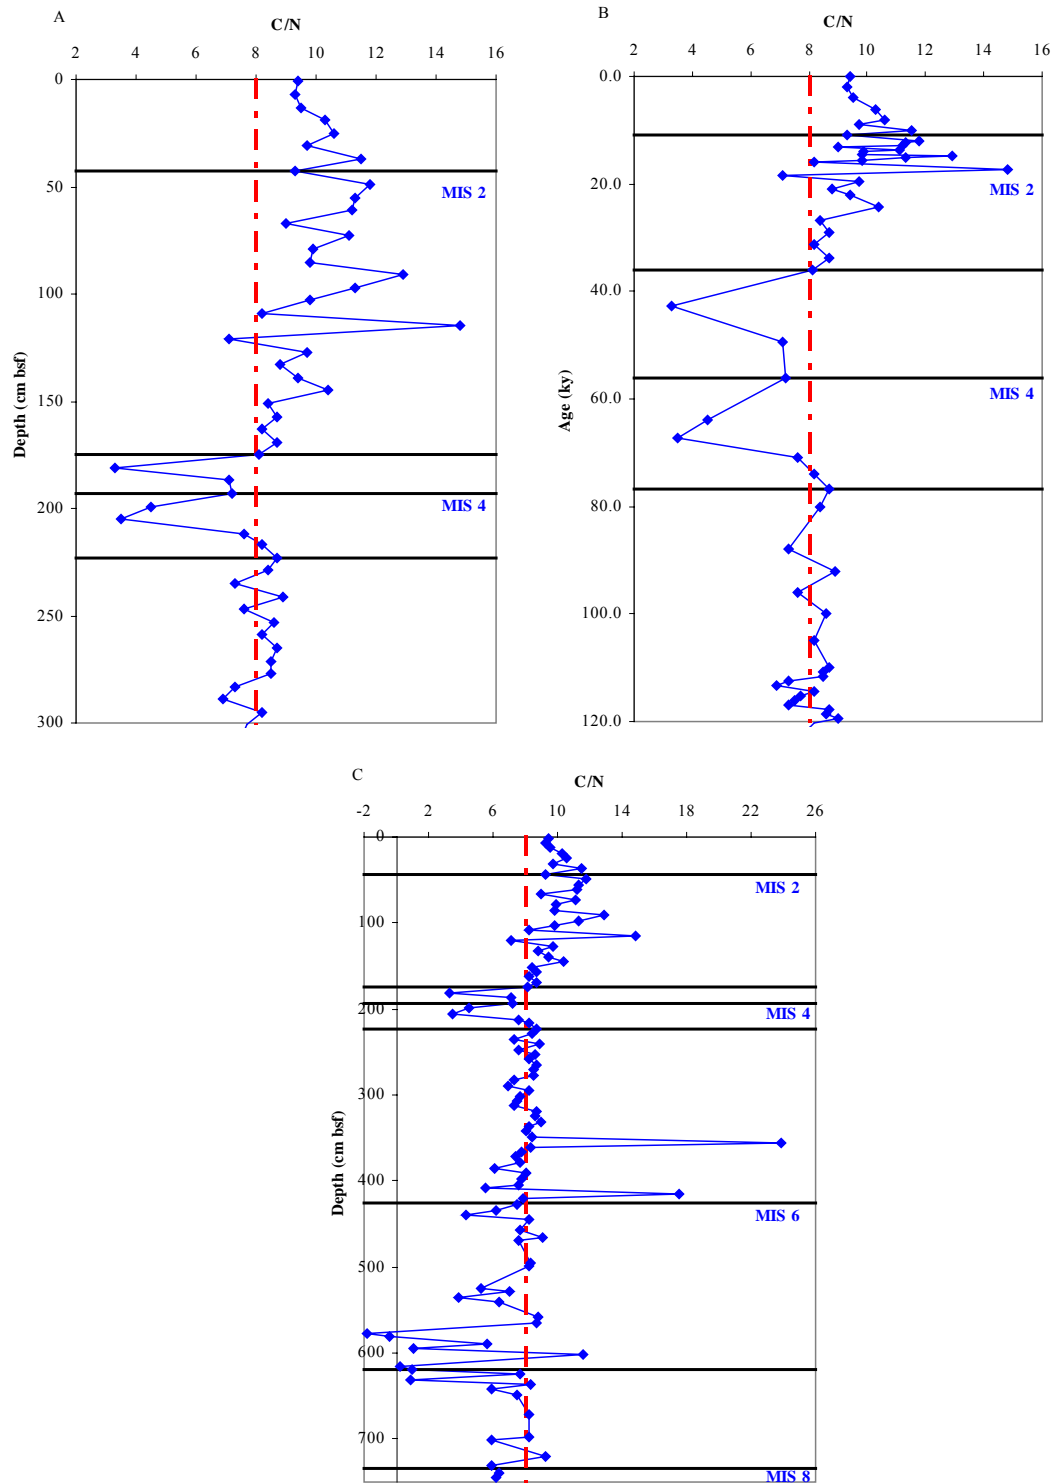 A
C/N
2 4 6 8 10 12 14 16
0
50
100
150
200
250
300
Depth (cm bsf)
MIS 2
MIS 4
B
C/N
2 4 6 8 10 12 14 16
0.0
20.0
40.0
60.0
80.0
100.0
120.0
Age (ky)
MIS 2
MIS 4
C
C/N
-2 2 6 10 14 18 22 26
0
100
200
300
400
500
600
700
Depth (cm bsf)
MIS 2
MIS 4
MIS 6
MIS 8